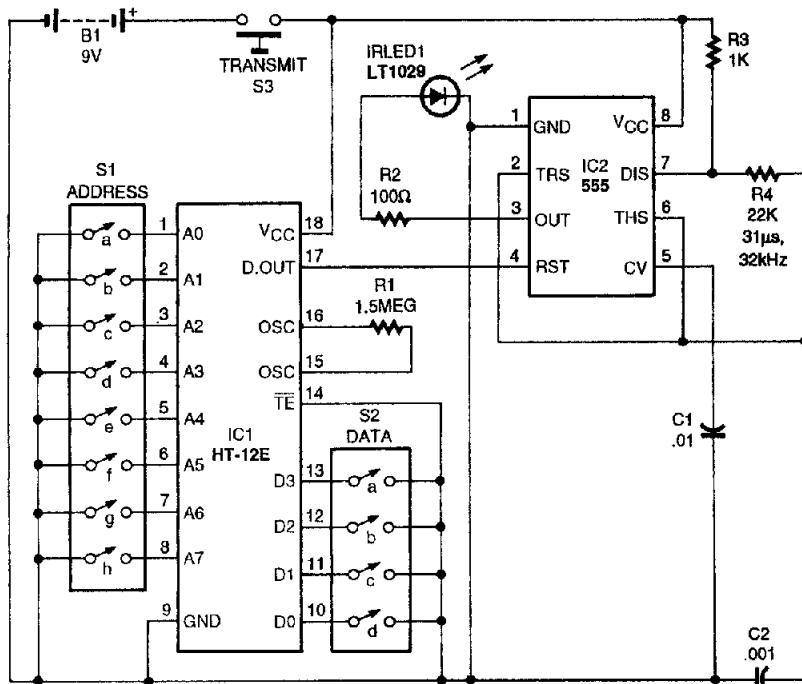 +
B1
9V
TRANSMIT
S3
IRLED1
LT1029
R3
1K
1 GND VCC 8
IC2
555
2 TRS DIS 7
3 OUT THS 6
4 RST CV 5
R2
100Ω
R4
22K
31µs,
32kHz
S1
ADDRESS
a 1 A0 VCC 18
b 2 A1 D.OUT 17
c 3 A2 OSC 16
R1
1.5MEG
d 4 A3 OSC 15
e 5 A4 TE 14
IC1
HT-12E
S2
DATA
f 6 A5 D3 13 a
g 7 A6 D2 12 b
h 8 A7 D1 11 c
9 GND D0 10 d
C1
.01
C2
.001